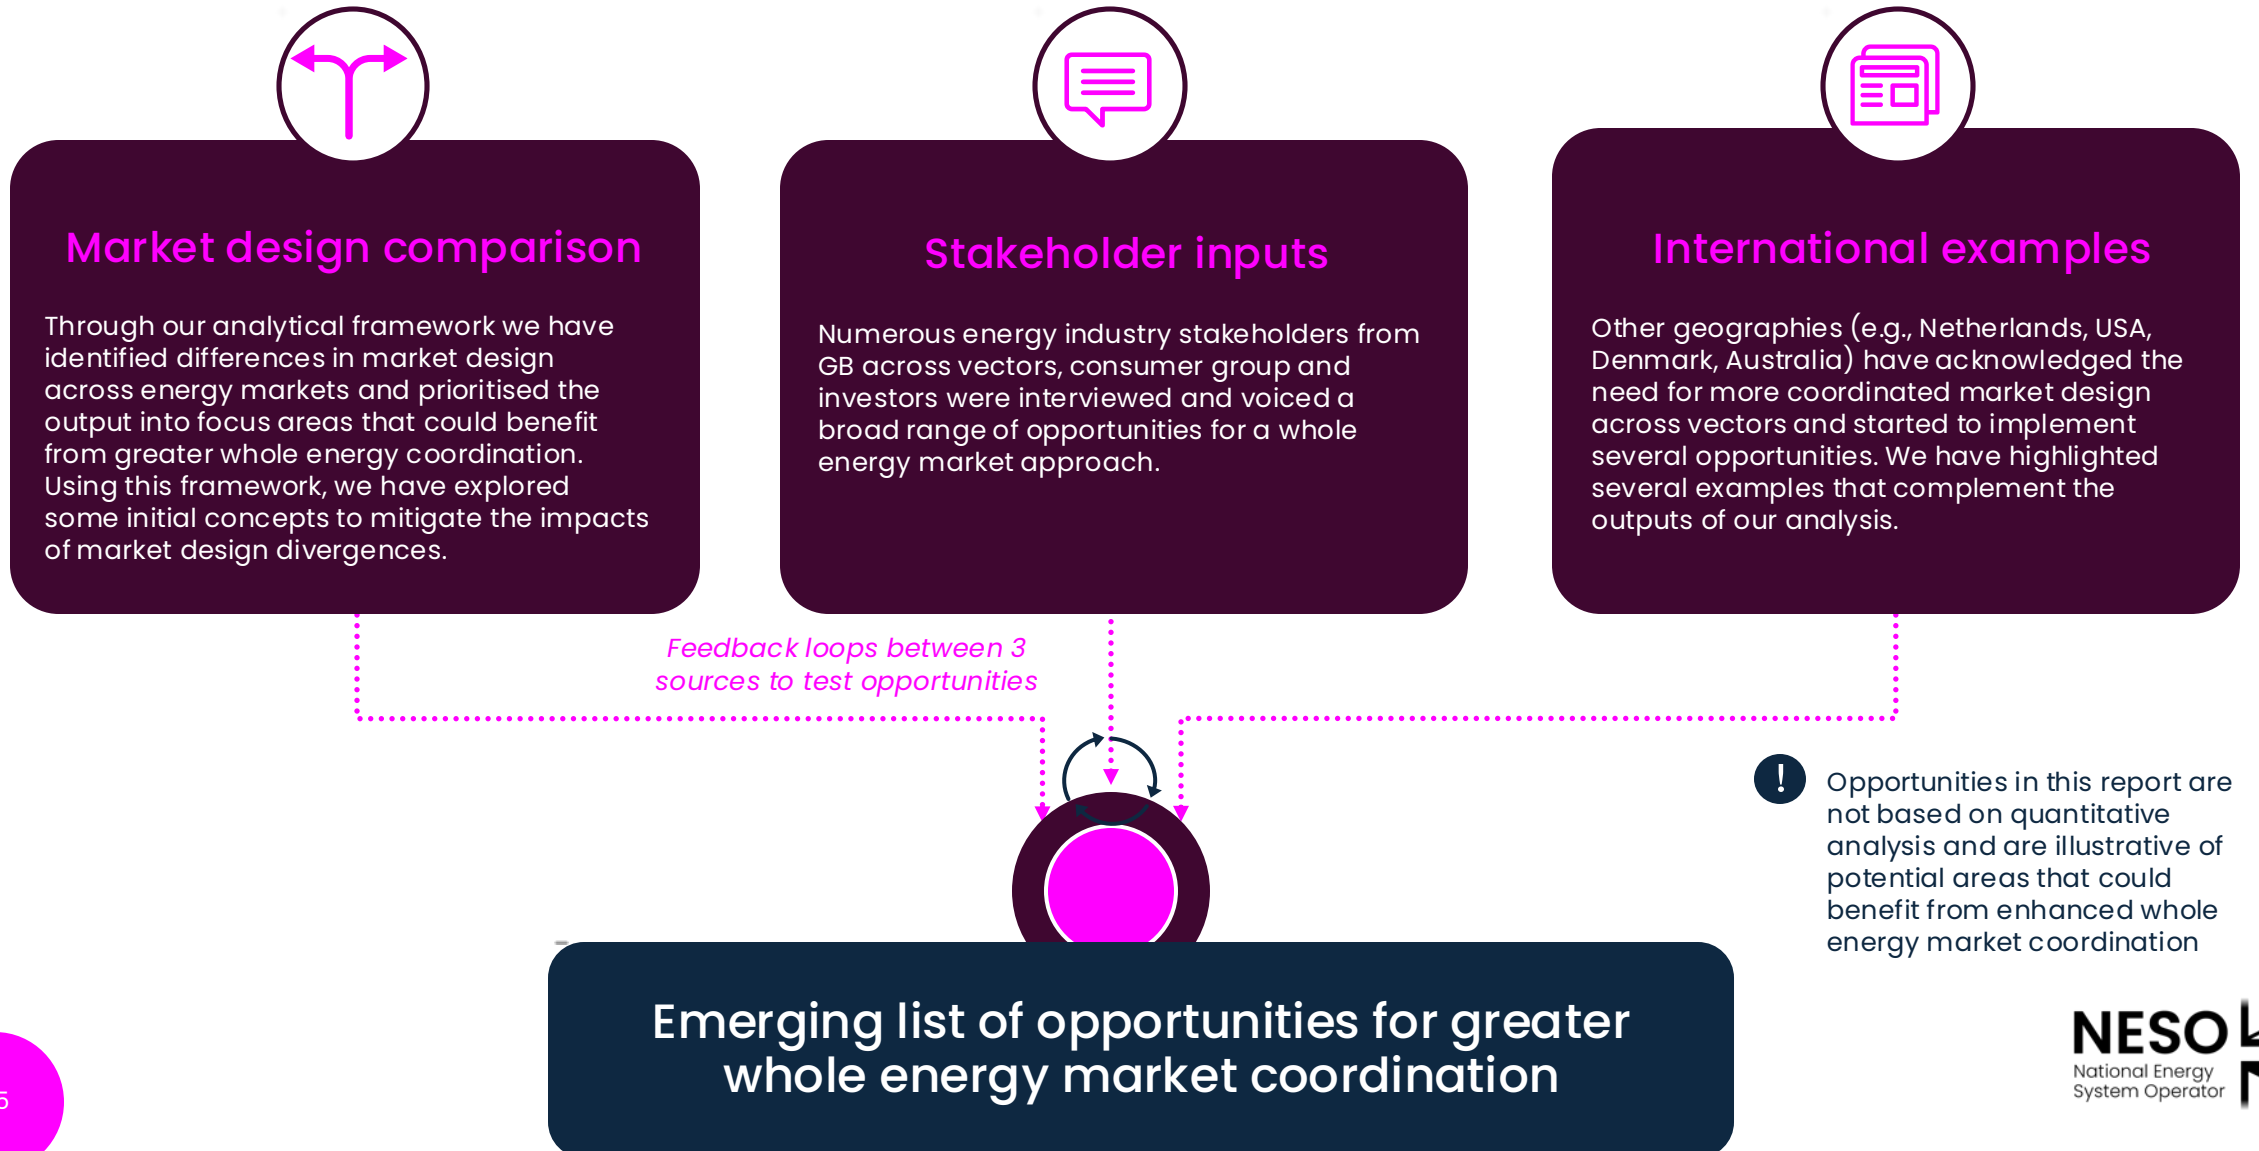 Market design comparison
Through our analytical framework we have
identified differences in market design
across energy markets and prioritised the
output into focus areas that could benefit
from greater whole energy coordination.
Using this framework, we have explored
some initial concepts to mitigate the impacts
of market design divergences.
Stakeholder inputs
Numerous energy industry stakeholders from
GB across vectors, consumer group and
investors were interviewed and voiced a
broad range of opportunities for a whole
energy market approach.
International examples
Other geographies (e.g., Netherlands, USA,
Denmark, Australia) have acknowledged the
need for more coordinated market design
across vectors and started to implement
several opportunities. We have highlighted
several examples that complement the
outputs of our analysis.
Feedback loops between 3
sources to test opportunities
!
Opportunities in this report are
not based on quantitative
analysis and are illustrative of
potential areas that could
benefit from enhanced whole
energy market coordination
Emerging list of opportunities for greater
whole energy market coordination
NESO
National Energy
System Operator
5